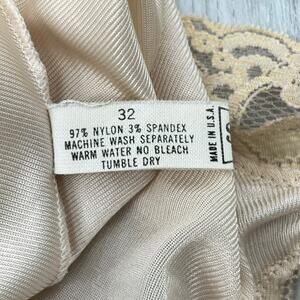 32
97% NYLON 3% SPANDEX
MACHINE WASH SEPARATELY
WARM WATER NO BLEACH
TUMBLE DRY
MADE IN U.S.A.